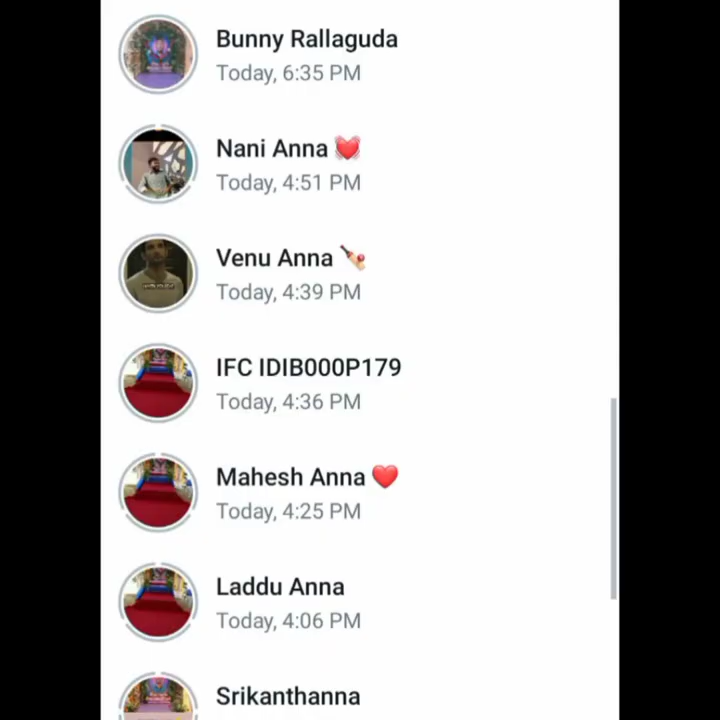 Bunny Rallaguda
Today, 6:35 PM
Nani Anna 💓
Today, 4:51 PM
Venu Anna 🏏
Today, 4:39 PM
IFC IDIB000P179
Today, 4:36 PM
Mahesh Anna ❤️
Today, 4:25 PM
Laddu Anna
Today, 4:06 PM
Srikanthanna